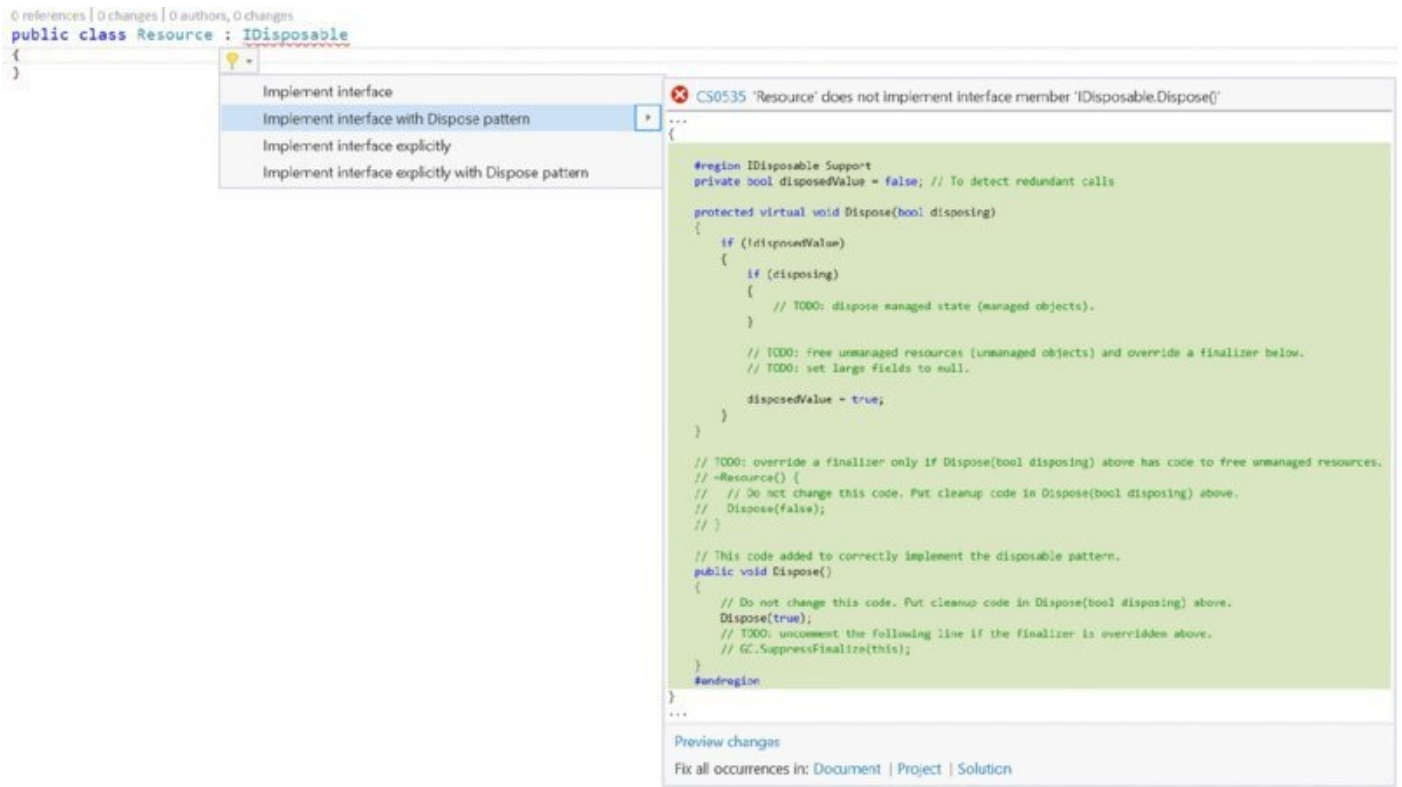 0 references | 0 changes | 0 authors, 0 changes
public class Resource : IDisposable
{
}
Implement interface
Implement interface with Dispose pattern
Implement interface explicitly
Implement interface explicitly with Dispose pattern
CS0535 'Resource' does not implement interface member 'IDisposable.Dispose()'
...
{
#region IDisposable Support
private bool disposedValue = false; // To detect redundant calls
protected virtual void Dispose(bool disposing)
{
if (!disposedValue)
{
if (disposing)
{
// TODO: dispose managed state (managed objects).
}
// TODO: free unmanaged resources (unmanaged objects) and override a finalizer below.
// TODO: set large fields to null.
disposedValue = true;
}
}
// TODO: override a finalizer only if Dispose(bool disposing) above has code to free unmanaged resources.
// ~Resource() {
//   // Do not change this code. Put cleanup code in Dispose(bool disposing) above.
//   Dispose(false);
// }
// This code added to correctly implement the disposable pattern.
public void Dispose()
{
// Do not change this code. Put cleanup code in Dispose(bool disposing) above.
Dispose(true);
// TODO: uncomment the following line if the finalizer is overridden above.
// GC.SuppressFinalize(this);
}
#endregion
}
...
Preview changes
Fix all occurrences in: Document | Project | Solution